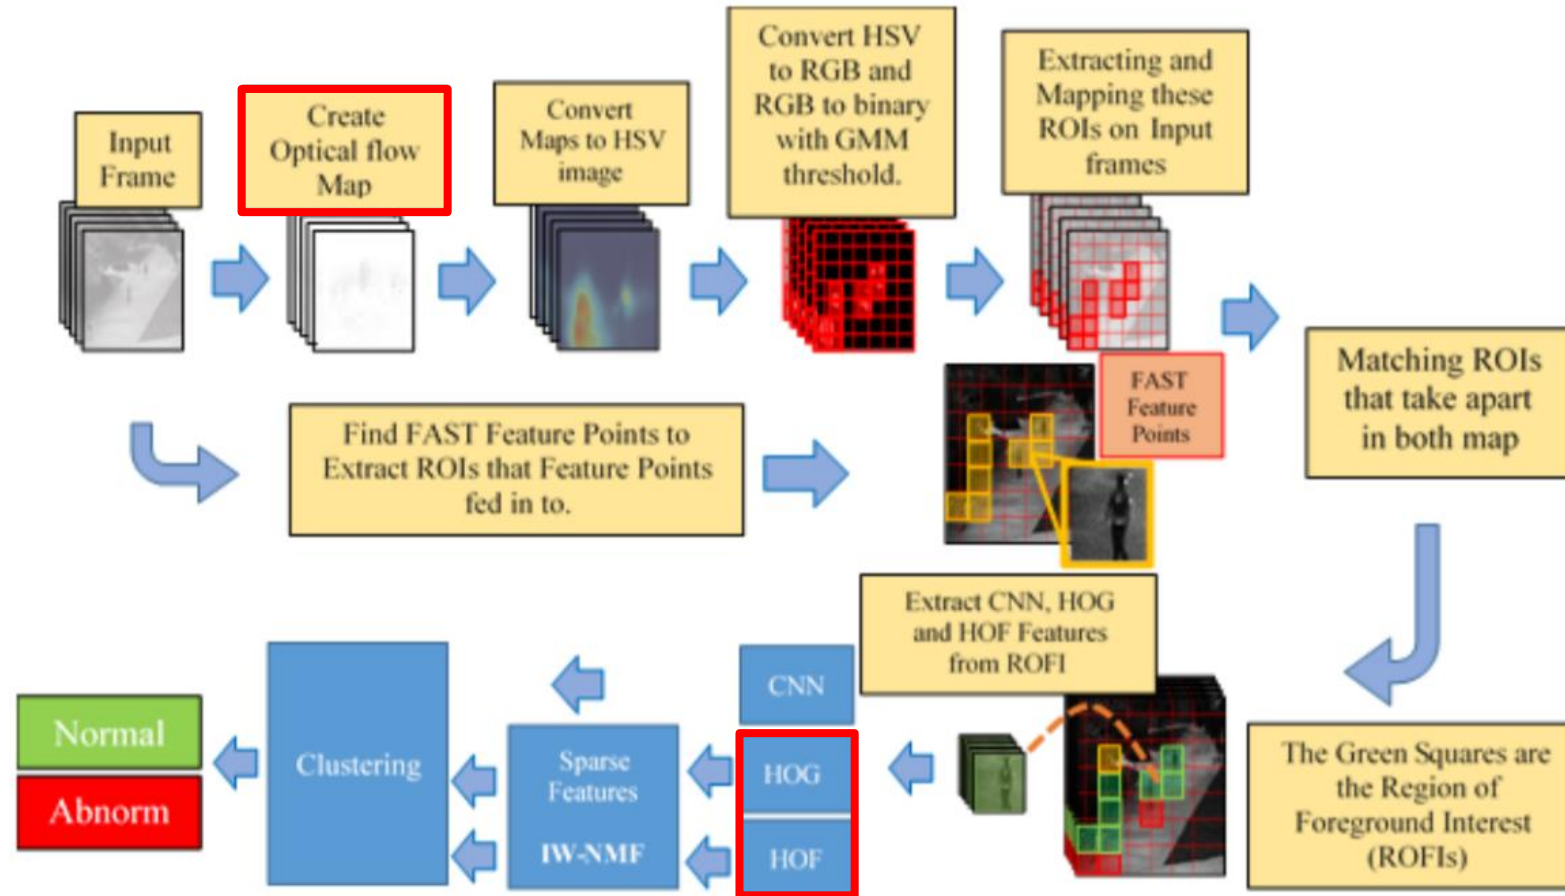 Input
Frame
Create
Optical flow
Map
Convert
Maps to HSV
image
Convert HSV
to RGB and
RGB to binary
with GMM
threshold.
Extracting and
Mapping these
ROIs on Input
frames
Find FAST Feature Points to
Extract ROIs that Feature Points
fed in to.
FAST
Feature
Points
Matching ROIs
that take apart
in both map
Extract CNN, HOG
and HOF Features
from ROFI
The Green Squares are
the Region of
Foreground Interest
(ROFIs)
CNN
HOG
HOF
Sparse
Features
IW-NMF
Clustering
Normal
Abnorm